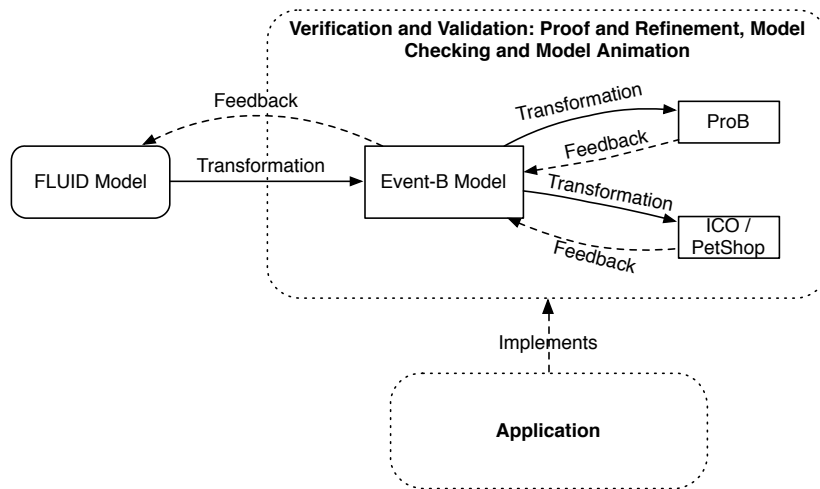 Verification and Validation: Proof and Refinement, Model
Checking and Model Animation
Feedback
Transformation
ProB
Feedback
FLUID Model
Transformation
Event-B Model
Transformation
ICO /
PetShop
Feedback
Implements
Application